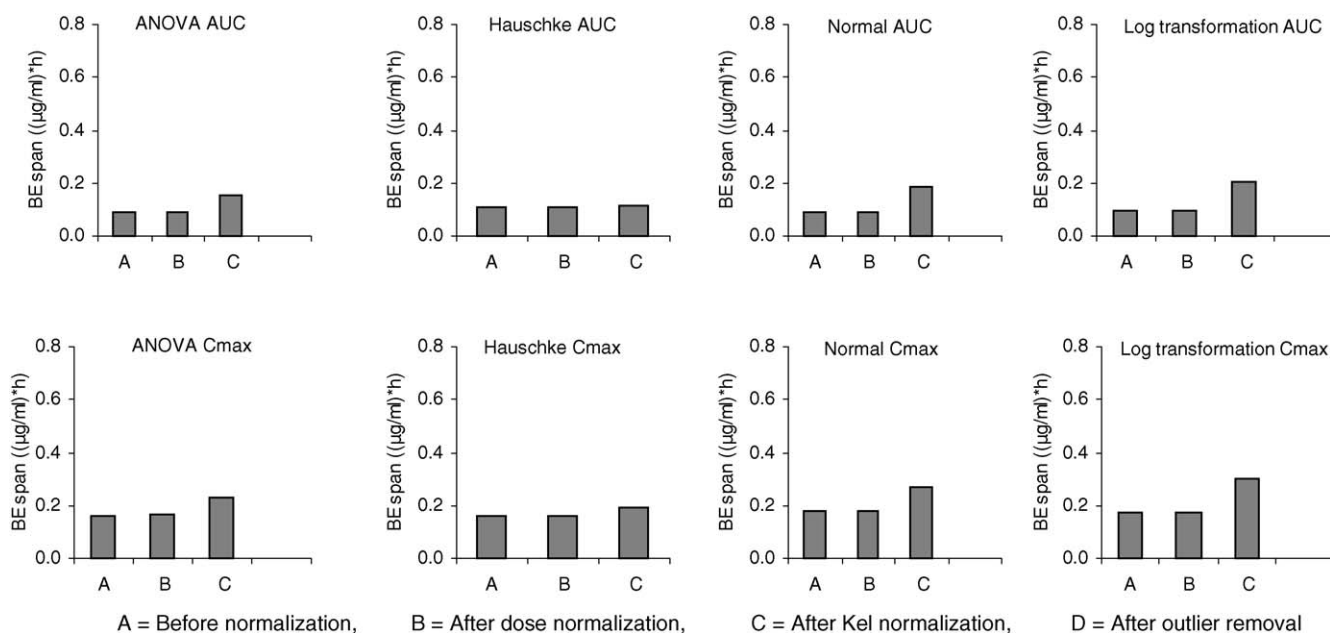 ANOVA AUC
BE span ((µg/ml)*h)
0.8
0.6
0.4
0.2
0.0
A B C
Hauschke AUC
BE span ((µg/ml)*h)
0.8
0.6
0.4
0.2
0.0
A B C
Normal AUC
BE span ((µg/ml)*h)
0.8
0.6
0.4
0.2
0.0
A B C
Log transformation AUC
BE span ((µg/ml)*h)
0.8
0.6
0.4
0.2
0.0
A B C
ANOVA Cmax
BE span ((µg/ml)*h)
0.8
0.6
0.4
0.2
0.0
A B C
Hauschke Cmax
BE span ((µg/ml)*h)
0.8
0.6
0.4
0.2
0.0
A B C
Normal Cmax
BE span ((µg/ml)*h)
0.8
0.6
0.4
0.2
0.0
A B C
Log transformation Cmax
BE span ((µg/ml)*h)
0.8
0.6
0.4
0.2
0.0
A B C
A = Before normalization, B = After dose normalization, C = After Kel normalization, D = After outlier removal